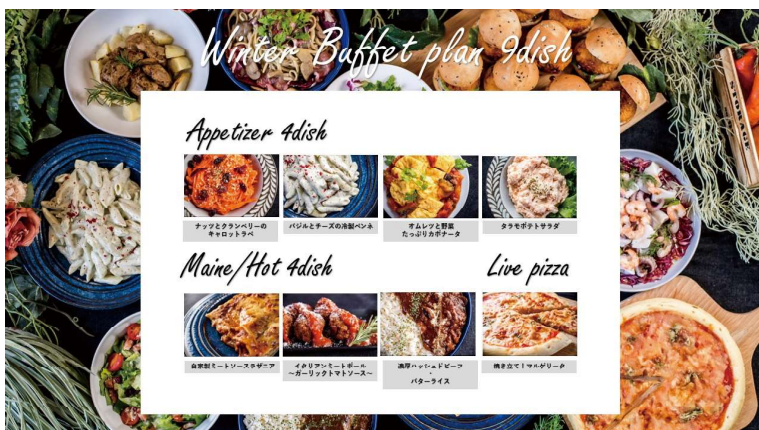 Winter Buffet plan 9dish
STORAGE
Appetizer 4dish
ナッツとクランベリーの
キャロットラペ
バジルとチーズの冷製ペンネ
オムレツと野菜
たっぷりカポナータ
タラモポテトサラダ
Maine/Hot 4dish
Live pizza
自家製ミートソースラザニア
イタリアンミートボール
～ガーリックトマトソース～
濃厚ハッシュドビーフ
・
バターライス
焼き立て！マルゲリータ